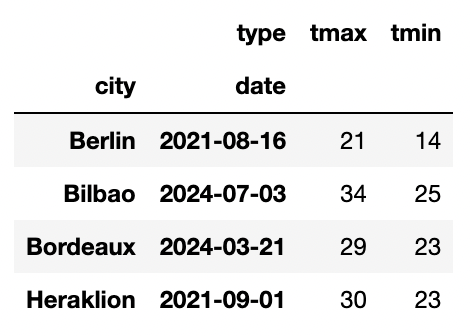 type tmax tmin
city date
Berlin 2021-08-16 21 14
Bilbao 2024-07-03 34 25
Bordeaux 2024-03-21 29 23
Heraklion 2021-09-01 30 23